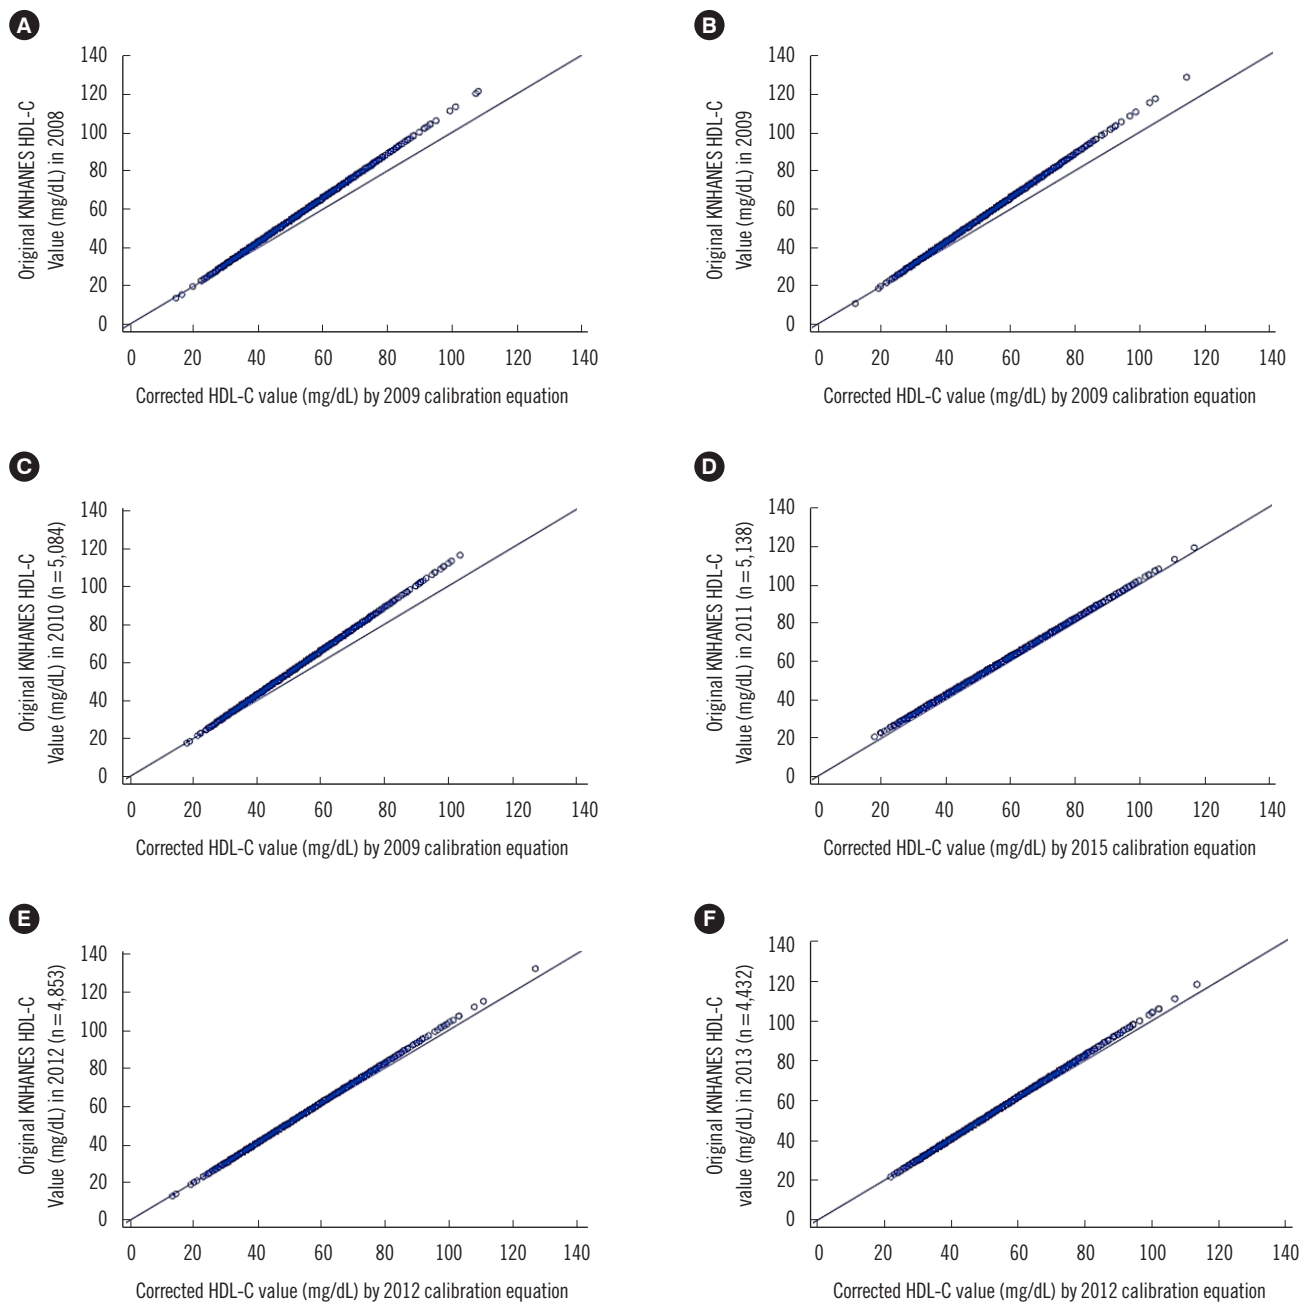 A
Original KNHANES HDL-C
Value (mg/dL) in 2008
140
120
100
80
60
40
20
0
0 20 40 60 80 100 120 140
Corrected HDL-C value (mg/dL) by 2009 calibration equation
B
Original KNHANES HDL-C
Value (mg/dL) in 2009
140
120
100
80
60
40
20
0
0 20 40 60 80 100 120 140
Corrected HDL-C value (mg/dL) by 2009 calibration equation
C
Original KNHANES HDL-C
Value (mg/dL) in 2010 (n=5,084)
140
120
100
80
60
40
20
0
0 20 40 60 80 100 120 140
Corrected HDL-C value (mg/dL) by 2009 calibration equation
D
Original KNHANES HDL-C
Value (mg/dL) in 2011 (n=5,138)
140
120
100
80
60
40
20
0
0 20 40 60 80 100 120 140
Corrected HDL-C value (mg/dL) by 2015 calibration equation
E
Original KNHANES HDL-C
Value (mg/dL) in 2012 (n=4,853)
140
120
100
80
60
40
20
0
0 20 40 60 80 100 120 140
Corrected HDL-C value (mg/dL) by 2012 calibration equation
F
Original KNHANES HDL-C
value (mg/dL) in 2013 (n=4,432)
140
120
100
80
60
40
20
0
0 20 40 60 80 100 120 140
Corrected HDL-C value (mg/dL) by 2012 calibration equation